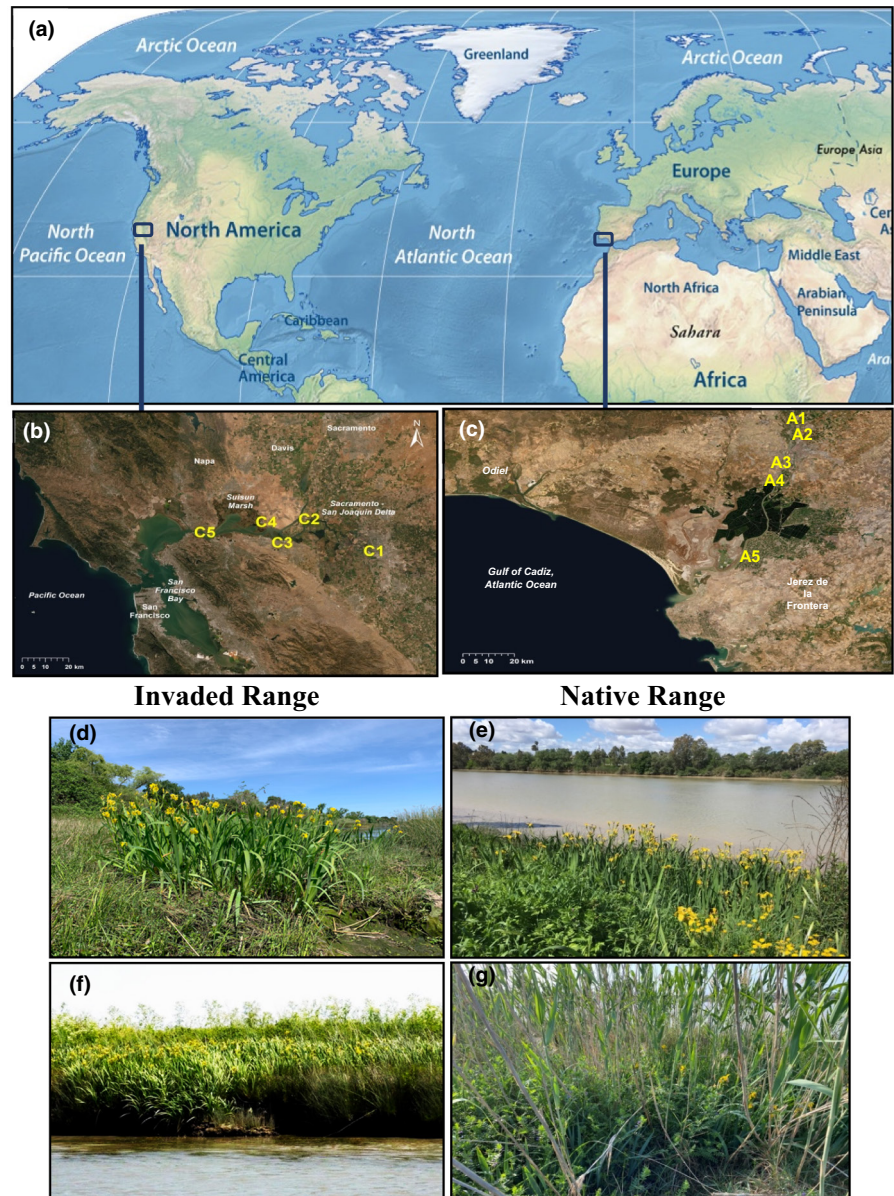 (a)
Arctic Ocean
Greenland
Arctic Ocean
Europe Asia
Europe
North
Pacific Ocean
North America
North
Atlantic Ocean
Middle East
North Africa
Arabian
Peninsula
Caribbean
Sahara
Central
America
Africa
(b)
Sacramento
N
Davis
Napa
Suisun
Marsh
Sacramento -
San Joaquin Delta
C4
C2
C5
C3
C1
San
Francisco
Bay
Pacific Ocean
San
Francisco
0 5 10 20 km
(c)
A1
A2
Odiel
A3
A4
A5
Gulf of Cadiz,
Atlantic Ocean
Jerez de
la
Frontera
0 5 10 20 km
Invaded Range
Native Range
(d)
(e)
(f)
(g)